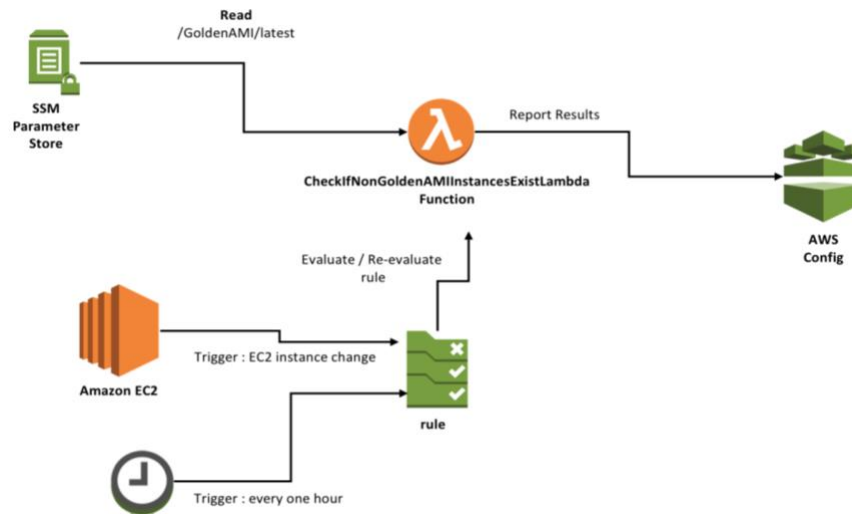 Read
/GoldenAMI/latest
SSM
Parameter
Store
Report Results
CheckIfNonGoldenAMIInstancesExistLambda
Function
AWS
Config
Evaluate / Re-evaluate
rule
Trigger : EC2 instance change
Amazon EC2
rule
Trigger : every one hour